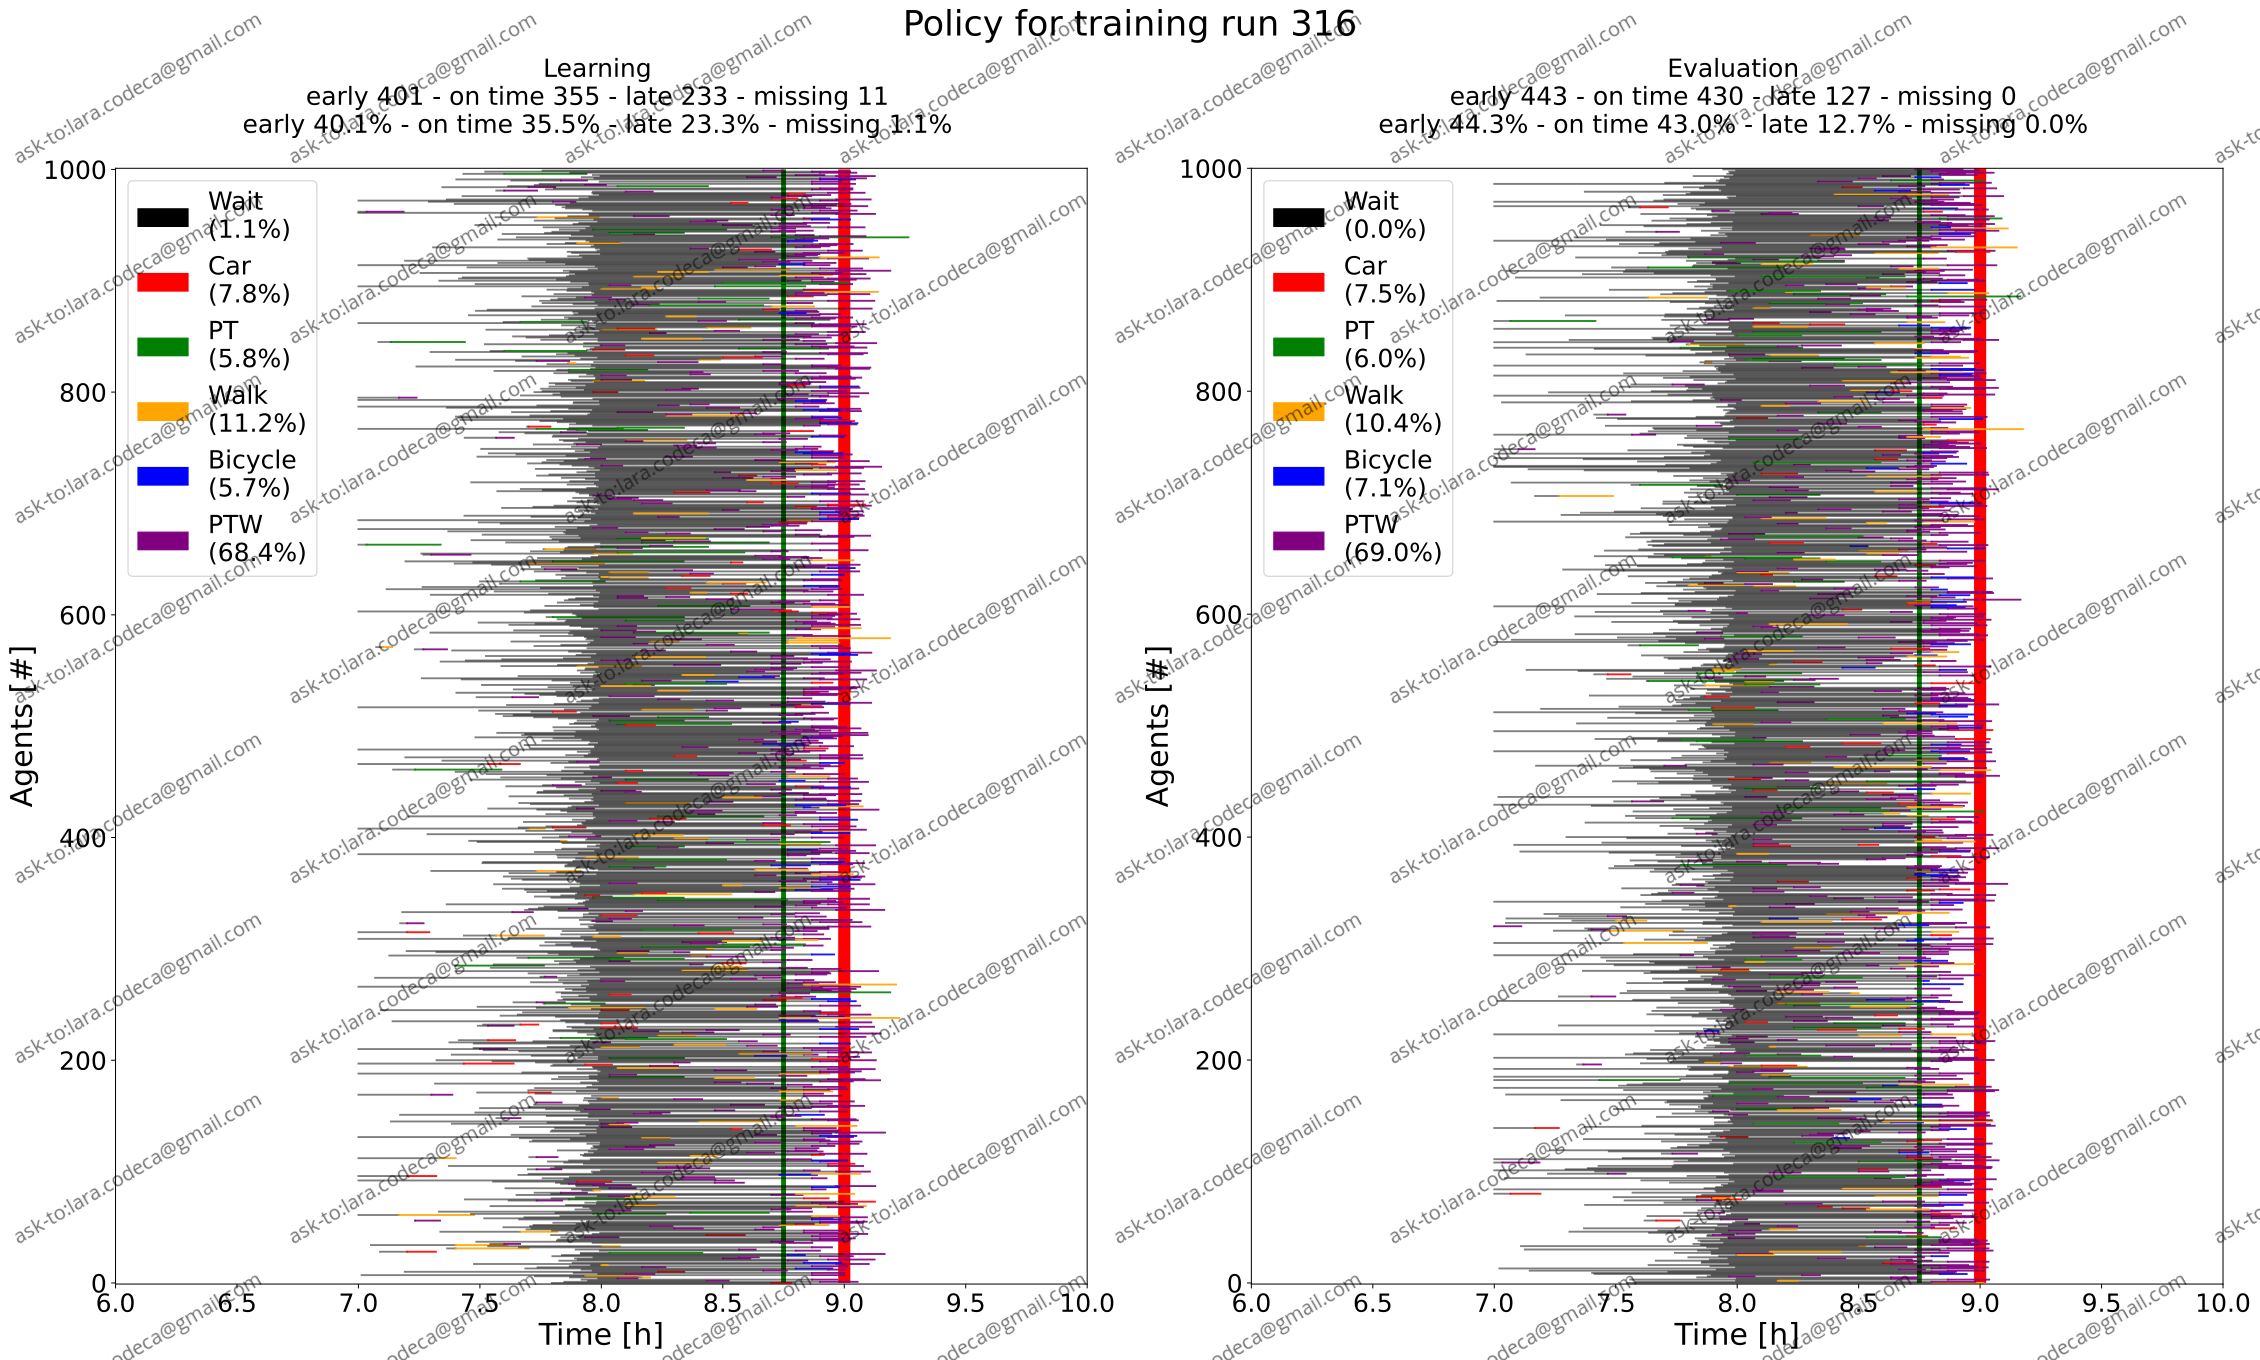 Policy for training run 316
Learning
early 401 - on time 355 - late 233 - missing 11
early 40.1% - on time 35.5% - late 23.3% - missing 1.1%
Evaluation
early 443 - on time 430 - late 127 - missing 0
early 44.3% - on time 43.0% - late 12.7% - missing 0.0%
Agents [#]
1000
800
600
400
200
0
Wait
(1.1%)
Car
(7.8%)
PT
(5.8%)
Walk
(11.2%)
Bicycle
(5.7%)
PTW
(68.4%)
6.0 6.5 7.0 7.5 8.0 8.5 9.0 9.5 10.0
Time [h]
Agents [#]
1000
800
600
400
200
0
Wait
(0.0%)
Car
(7.5%)
PT
(6.0%)
Walk
(10.4%)
Bicycle
(7.1%)
PTW
(69.0%)
6.0 6.5 7.0 7.5 8.0 8.5 9.0 9.5 10.0
Time [h]
ask-to:lara.codeca@gmail.com